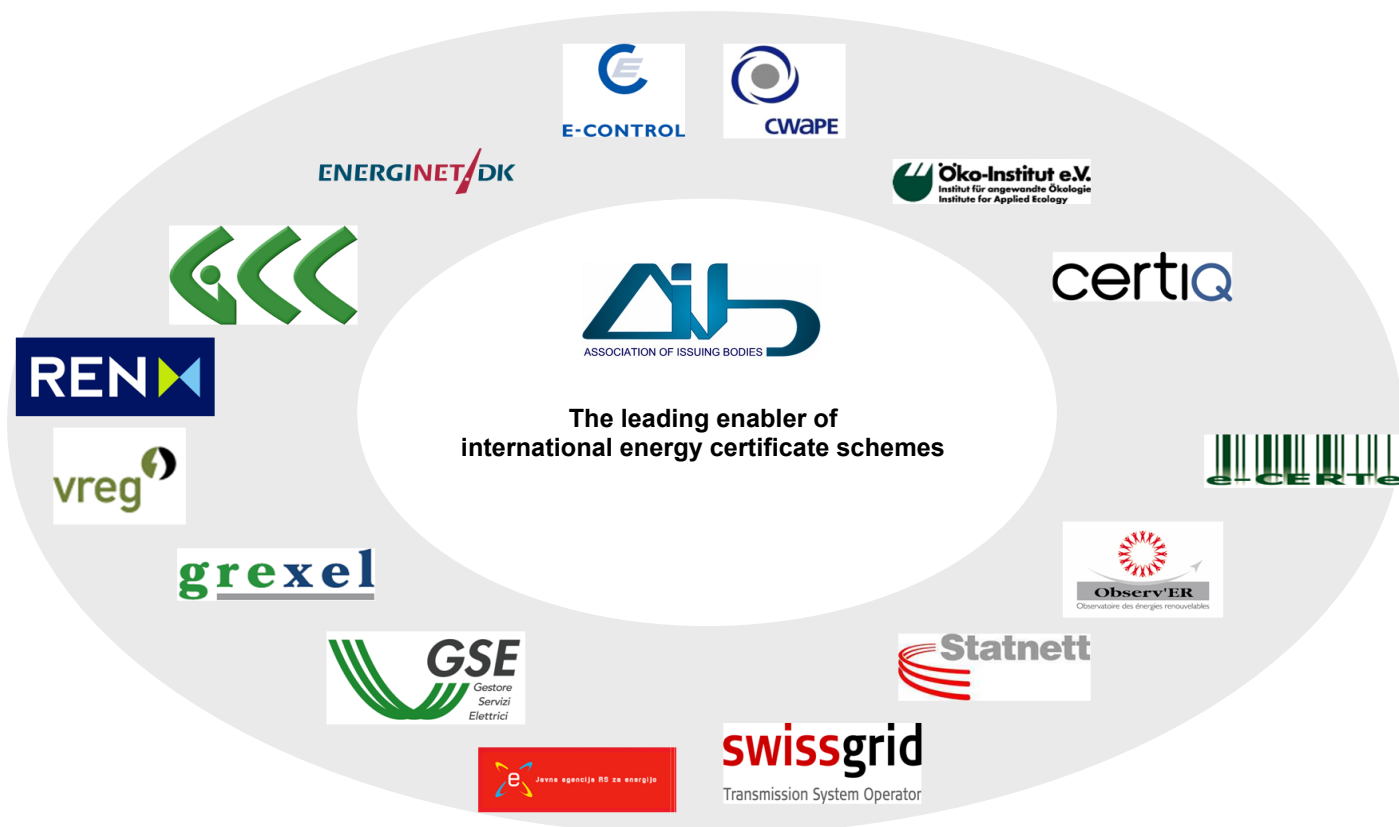 E-CONTROL
CWaPE
ENERGINET.DK
Öko-Institut e.V.
Institut für angewandte Ökologie
Institute for Applied Ecology
GCC
certiQ
aib
ASSOCIATION OF ISSUING BODIES
REN
The leading enabler of
international energy certificate schemes
vreg
e-CERTe
grexel
Observ'ER
Observatoire des énergies renouvelables
GSE
Gestore
Servizi
Elettrici
Statnett
swissgrid
Transmission System Operator
e Javna agencija RS za energijo